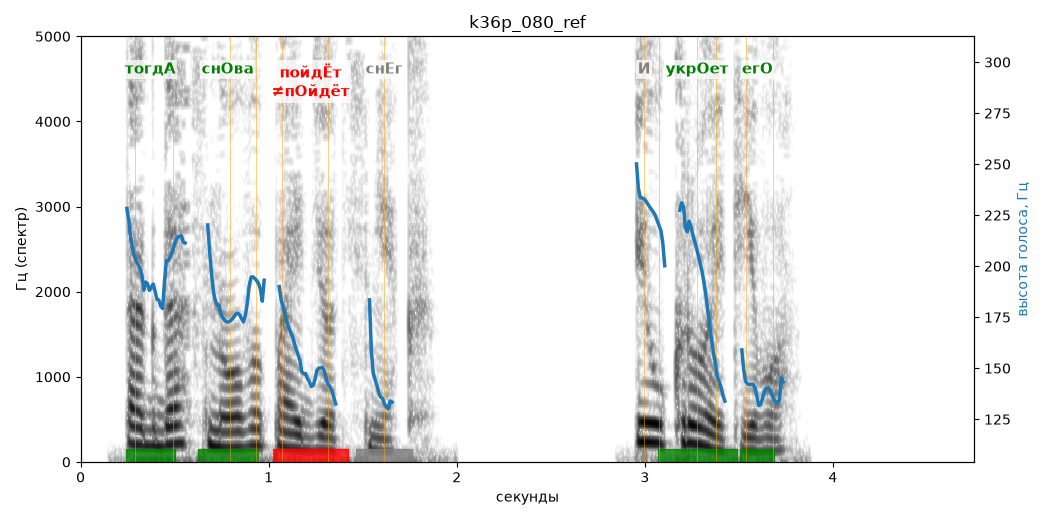 k36p_080_ref
тогдА снОва пойдЁт снЕг И укрОет егО
≠пОйдёт
5000
4000
3000
2000
1000
0
300
275
250
225
200
175
150
125
Гц (спектр)
высота голоса, Гц
0 1 2 3 4
секунды